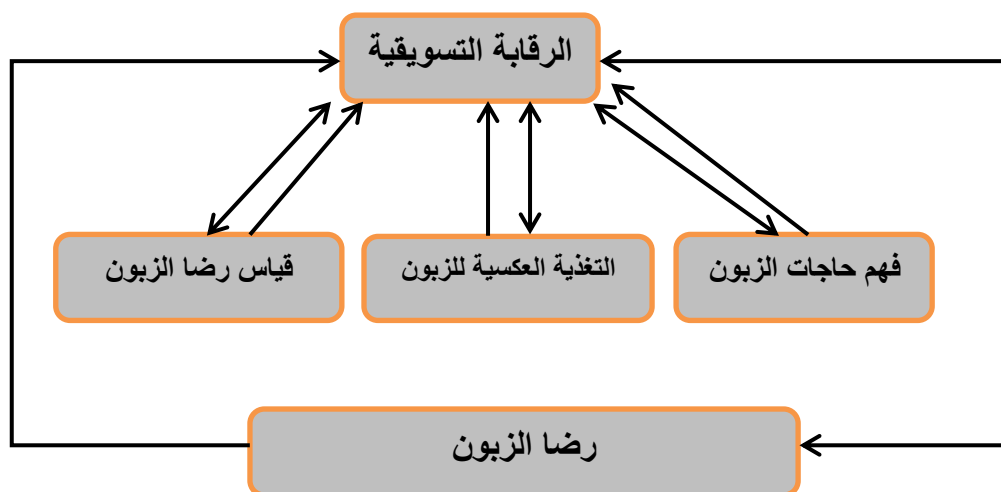 الرقابة التسويقية
فهم حاجات الزبون
التغذية العكسية للزبون
قياس رضا الزبون
رضا الزبون